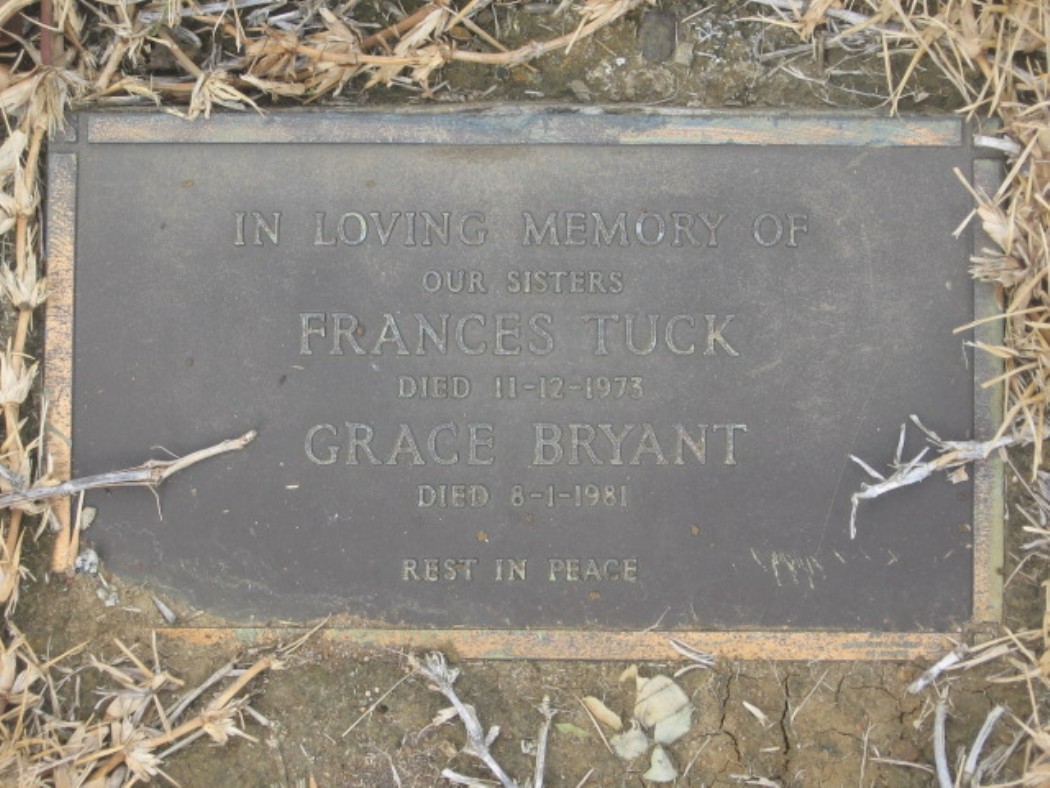 IN LOVING MEMORY OF
OUR SISTERS
FRANCES TUCK
DIED 11-12-1973
GRACE BRYANT
DIED 8-1-1981
REST IN PEACE